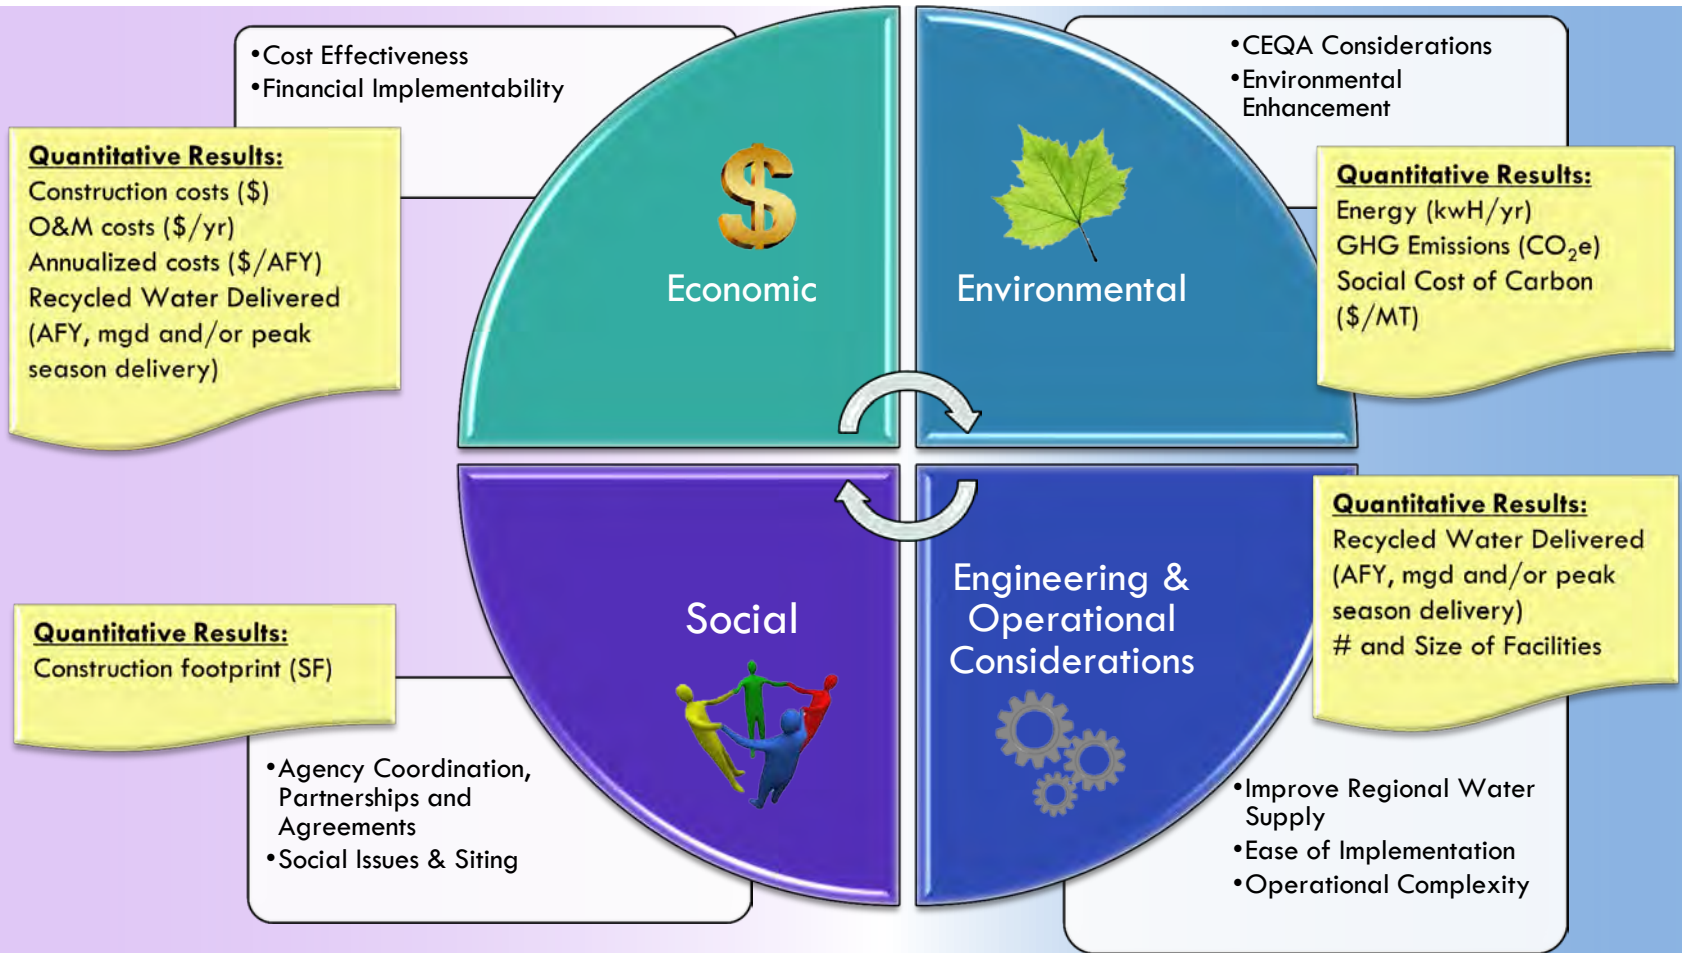 •Cost Effectiveness
•Financial Implementability
Quantitative Results:
Construction costs ($)
O&M costs ($/yr)
Annualized costs ($/AFY)
Recycled Water Delivered
(AFY, mgd and/or peak
season delivery)
Economic
•CEQA Considerations
•Environmental
Enhancement
Quantitative Results:
Energy (kwH/yr)
GHG Emissions (CO₂e)
Social Cost of Carbon
($/MT)
Environmental
Quantitative Results:
Construction footprint (SF)
•Agency Coordination,
Partnerships and
Agreements
•Social Issues & Siting
Social
Engineering &
Operational
Considerations
Quantitative Results:
Recycled Water Delivered
(AFY, mgd and/or peak
season delivery)
# and Size of Facilities
•Improve Regional Water
Supply
•Ease of Implementation
•Operational Complexity